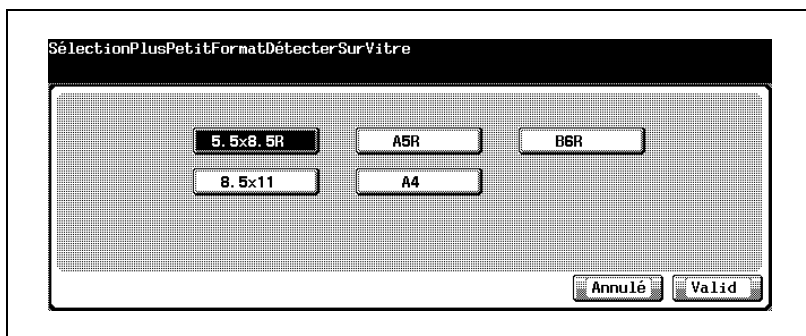 SélectionPlusPetitFormatDétecterSurVitre
5.5x8.5R A5R B6R
8.5x11 A4
Annulé Valid